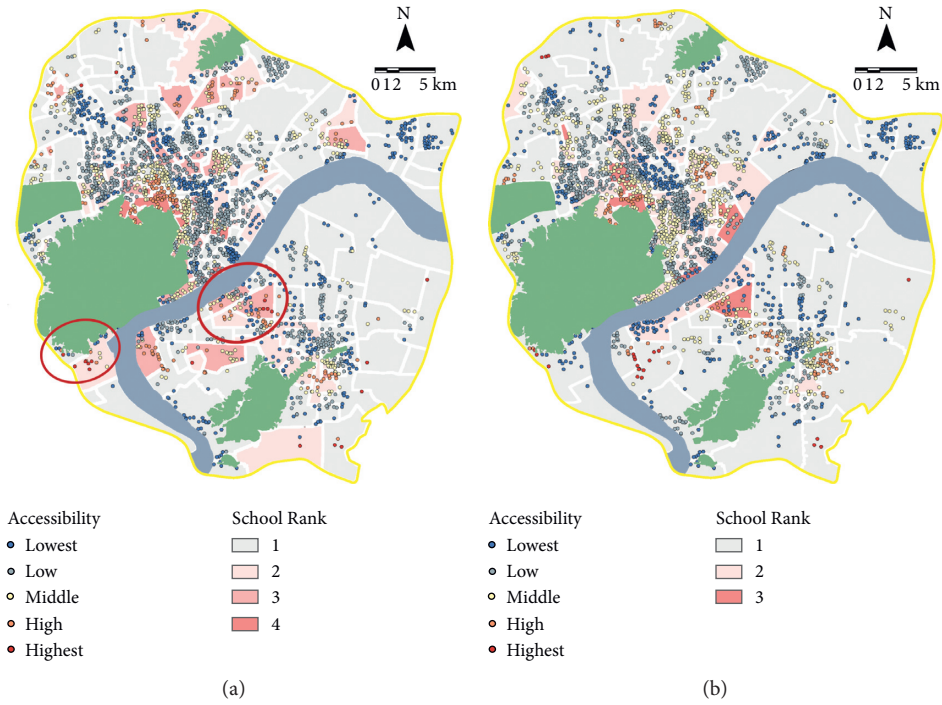 N
0 1 2 5 km
Accessibility
Lowest
Low
Middle
High
Highest
School Rank
1
2
3
4
(a)
N
0 1 2 5 km
Accessibility
Lowest
Low
Middle
High
Highest
School Rank
1
2
3
(b)